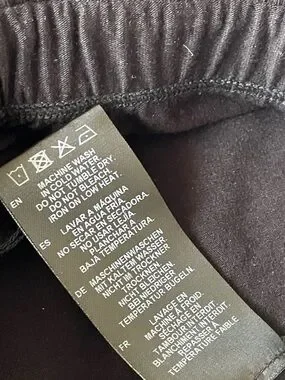 EN
MACHINE WASH
IN COLD WATER.
DO NOT TUMBLE DRY.
DO NOT BLEACH.
IRON ON LOW HEAT.
ES
LAVAR A MÁQUINA
EN AGUA FRÍA.
NO SECAR EN SECADORA.
NO USAR LEJÍA.
PLANCHAR A
BAJA TEMPERATURA.
DE
MASCHINENWASCHEN
MIT KALTEM WASSER.
NICHT IM TROCKNER
TROCKNEN.
NICHT BLEICHEN.
BEI NIEDRIGER
TEMPERATUR BÜGELN.
FR
LAVAGE EN
MACHINE À FROID.
SÉCHAGE EN
TAMBOUR INTERDIT.
BLANCHIMENT INTERDIT.
REPASSER À
TEMPÉRATURE FAIBLE